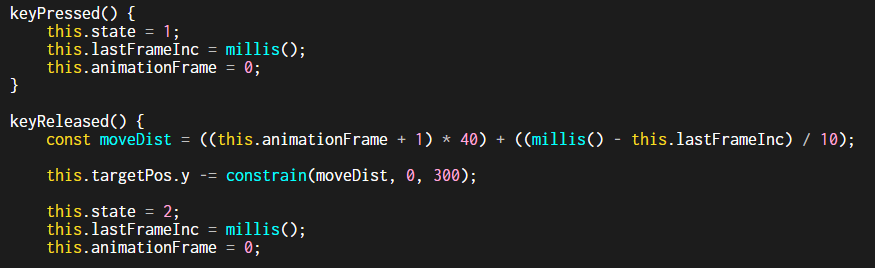 keyPressed() {
    this.state = 1;
    this.lastFrameInc = millis();
    this.animationFrame = 0;
}

keyReleased() {
    const moveDist = ((this.animationFrame + 1) * 40) + ((millis() - this.lastFrameInc) / 10);

    this.targetPos.y -= constrain(moveDist, 0, 300);

    this.state = 2;
    this.lastFrameInc = millis();
    this.animationFrame = 0;